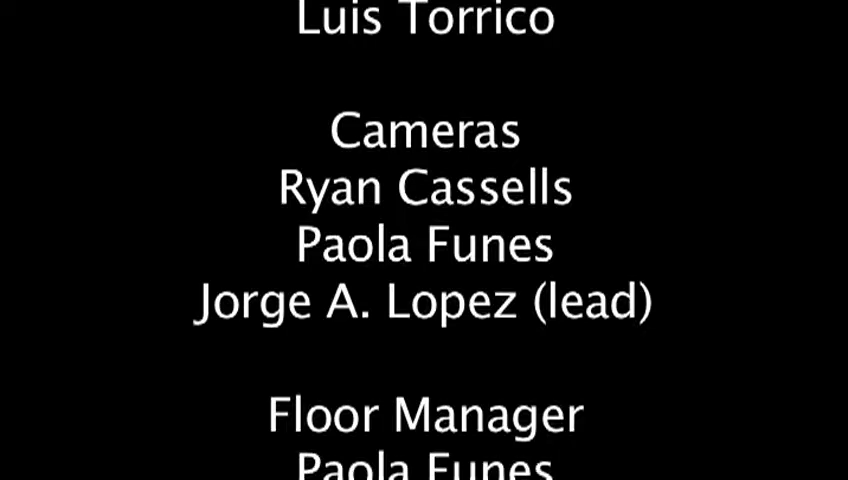 Luis Torrico
Cameras
Ryan Cassells
Paola Funes
Jorge A. Lopez (lead)
Floor Manager
Paola Funes